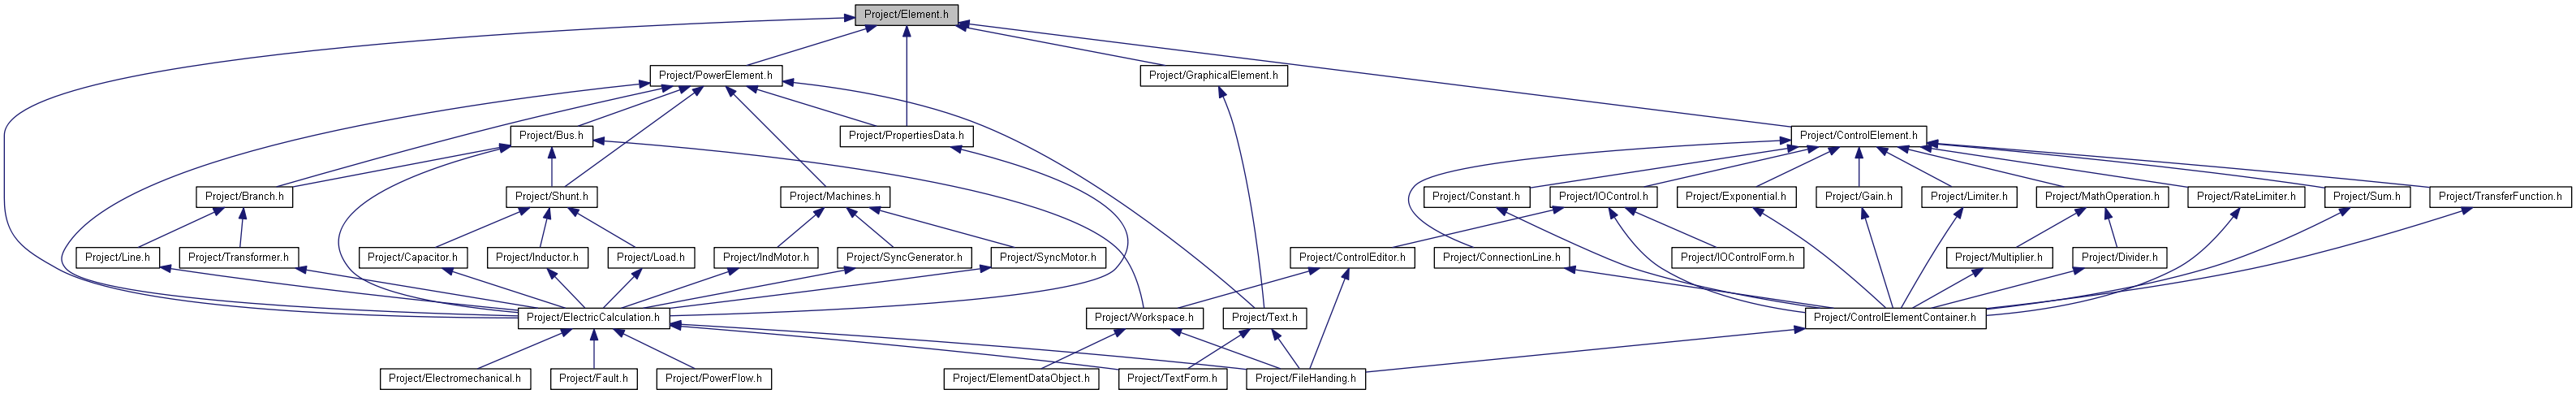 Project/Element.h
Project/PowerElement.h
Project/GraphicalElement.h
Project/Bus.h
Project/PropertiesData.h
Project/ControlElement.h
Project/Branch.h
Project/Shunt.h
Project/Machines.h
Project/Constant.h
Project/IOControl.h
Project/Exponential.h
Project/Gain.h
Project/Limiter.h
Project/MathOperation.h
Project/RateLimiter.h
Project/Sum.h
Project/TransferFunction.h
Project/Line.h
Project/Transformer.h
Project/Capacitor.h
Project/Inductor.h
Project/Load.h
Project/IndMotor.h
Project/SyncGenerator.h
Project/SyncMotor.h
Project/ControlEditor.h
Project/ConnectionLine.h
Project/IOControlForm.h
Project/Multiplier.h
Project/Divider.h
Project/ElectricCalculation.h
Project/Workspace.h
Project/Text.h
Project/ControlElementContainer.h
Project/Electromechanical.h
Project/Fault.h
Project/PowerFlow.h
Project/ElementDataObject.h
Project/TextForm.h
Project/FileHanding.h